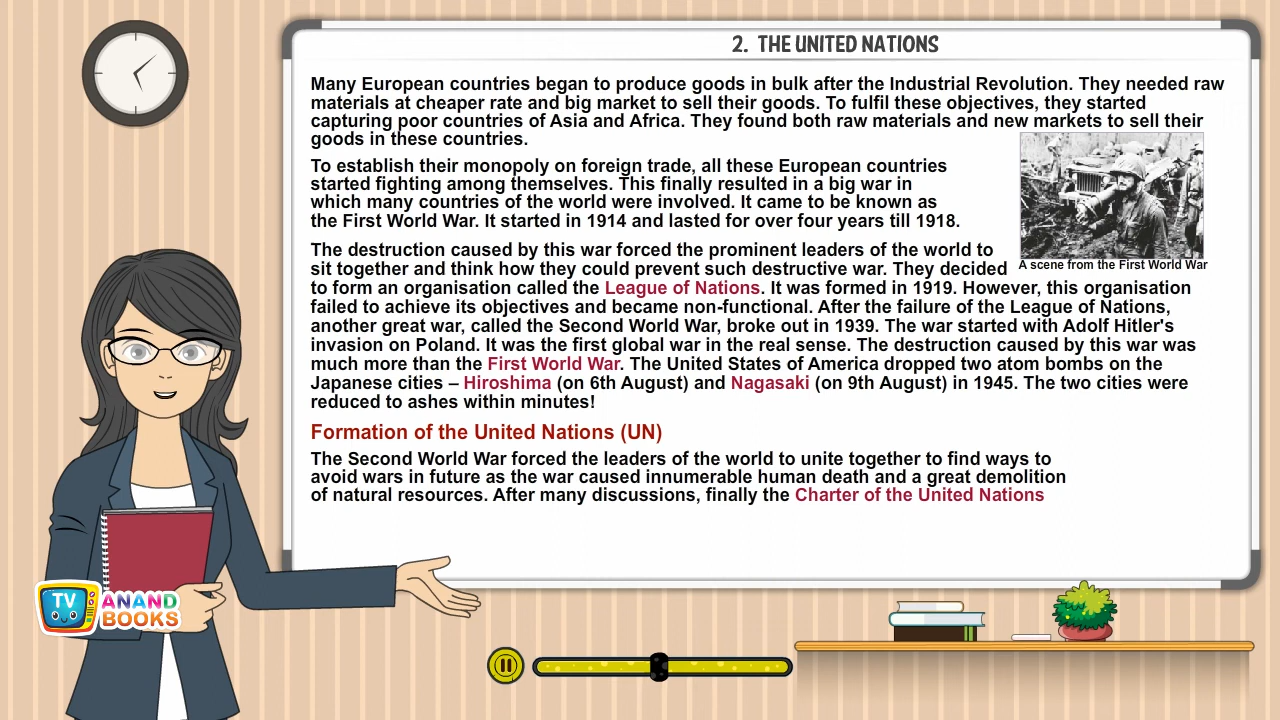 2. THE UNITED NATIONS
Many European countries began to produce goods in bulk after the Industrial Revolution. They needed raw
materials at cheaper rate and big market to sell their goods. To fulfil these objectives, they started
capturing poor countries of Asia and Africa. They found both raw materials and new markets to sell their
goods in these countries.
To establish their monopoly on foreign trade, all these European countries
started fighting among themselves. This finally resulted in a big war in
which many countries of the world were involved. It came to be known as
the First World War. It started in 1914 and lasted for over four years till 1918.
A scene from the First World War
The destruction caused by this war forced the prominent leaders of the world to
sit together and think how they could prevent such destructive war. They decided
to form an organisation called the League of Nations. It was formed in 1919. However, this organisation
failed to achieve its objectives and became non-functional. After the failure of the League of Nations,
another great war, called the Second World War, broke out in 1939. The war started with Adolf Hitler's
invasion on Poland. It was the first global war in the real sense. The destruction caused by this war was
much more than the First World War. The United States of America dropped two atom bombs on the
Japanese cities – Hiroshima (on 6th August) and Nagasaki (on 9th August) in 1945. The two cities were
reduced to ashes within minutes!
Formation of the United Nations (UN)
The Second World War forced the leaders of the world to unite together to find ways to
avoid wars in future as the war caused innumerable human death and a great demolition
of natural resources. After many discussions, finally the Charter of the United Nations
TV
ANAND
BOOKS